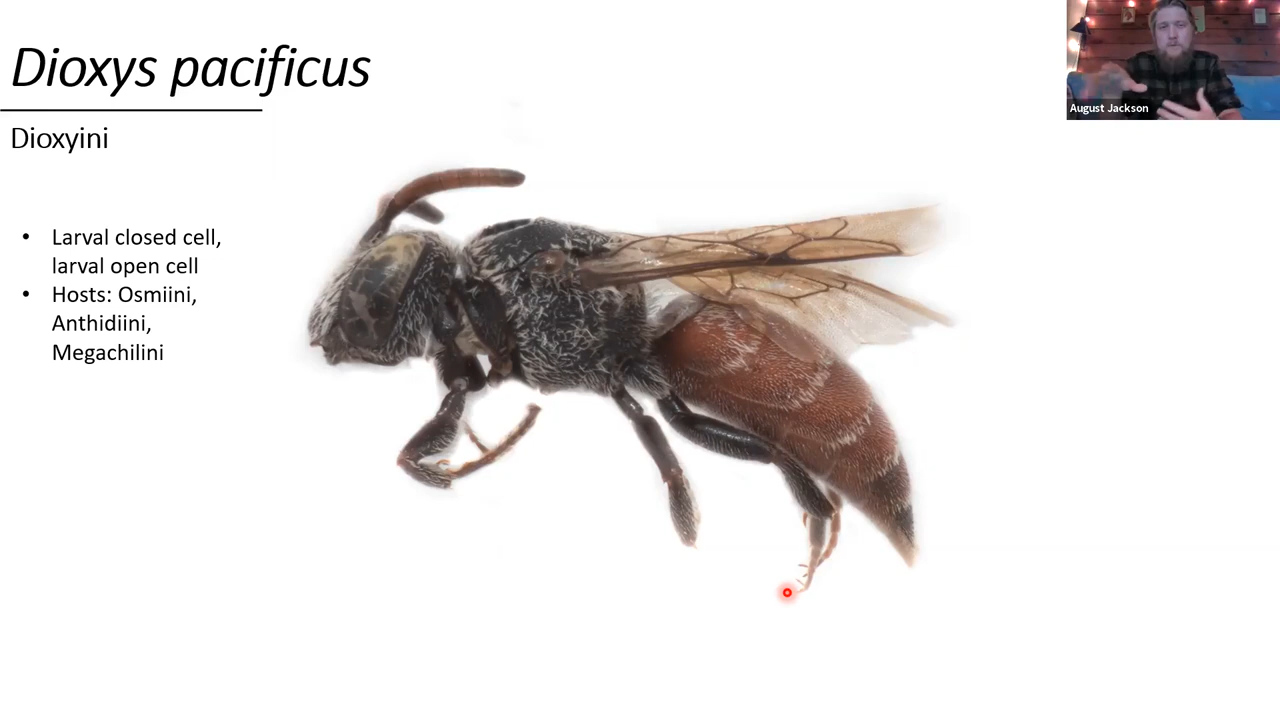 Dioxys pacificus
Dioxyini
• Larval closed cell,
larval open cell
• Hosts: Osmiini,
Anthidiini,
Megachilini
August Jackson